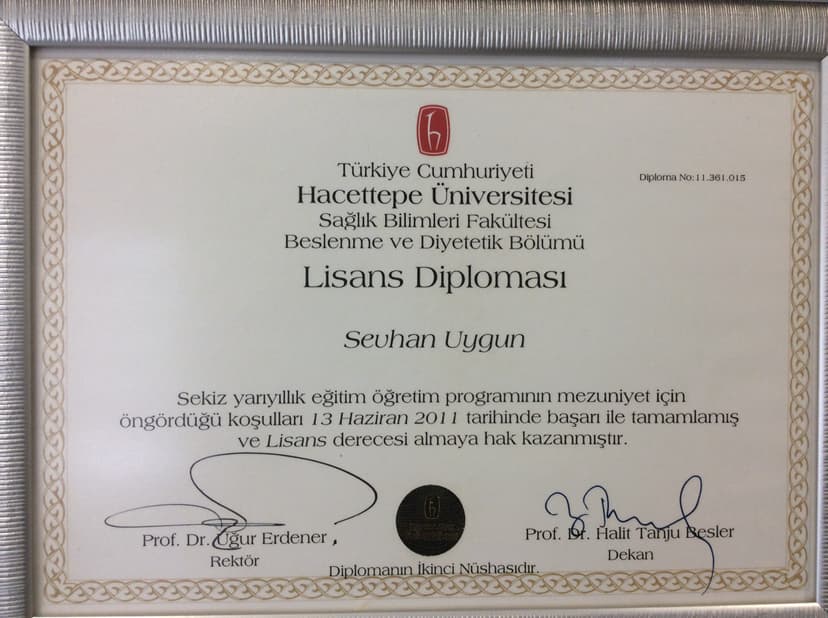 Türkiye Cumhuriyeti
Diploma No:11.361.015
Hacettepe Üniversitesi
Sağlık Bilimleri Fakültesi
Beslenme ve Diyetetik Bölümü
Lisans Diploması
Sevhan Uygun
Sekiz yarıyıllık eğitim öğretim programının mezuniyet için
öngördüğü koşulları 13 Haziran 2011 tarihinde başarı ile tamamlamış
ve Lisans derecesi almaya hak kazanmıştır.
Prof. Dr. Uğur Erdener
Rektör
Prof. Dr. Halit Tanju Besler
Dekan
Diplomanın İkinci Nüshasıdır.